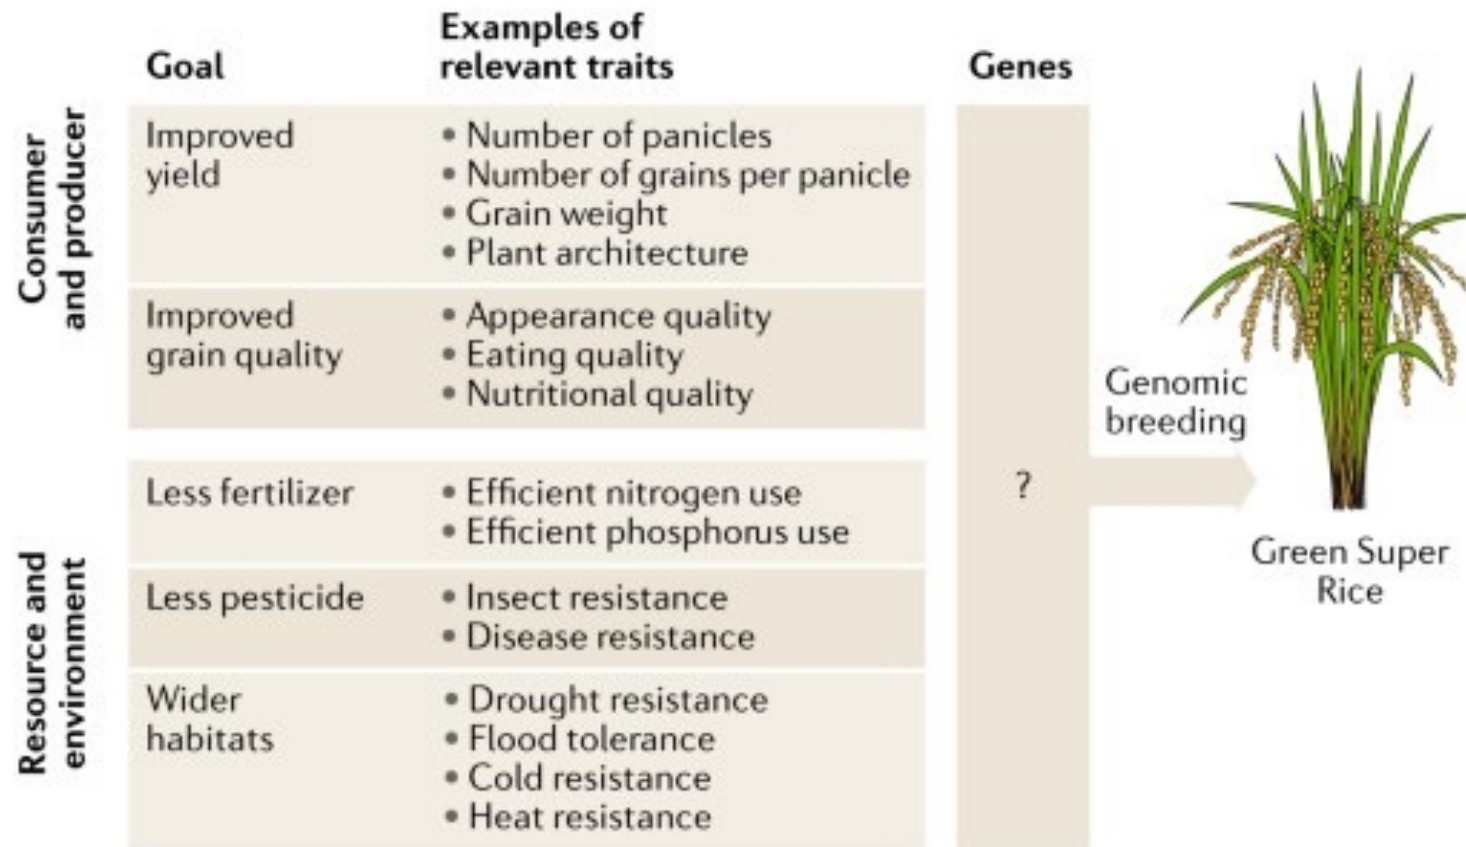 Goal
Examples of
relevant traits
Genes
Consumer
and producer
Improved
yield
• Number of panicles
• Number of grains per panicle
• Grain weight
• Plant architecture
Improved
grain quality
• Appearance quality
• Eating quality
• Nutritional quality
Resource and
environment
Less fertilizer
• Efficient nitrogen use
• Efficient phosphorus use
Less pesticide
• Insect resistance
• Disease resistance
Wider
habitats
• Drought resistance
• Flood tolerance
• Cold resistance
• Heat resistance
?
Genomic
breeding
Green Super
Rice